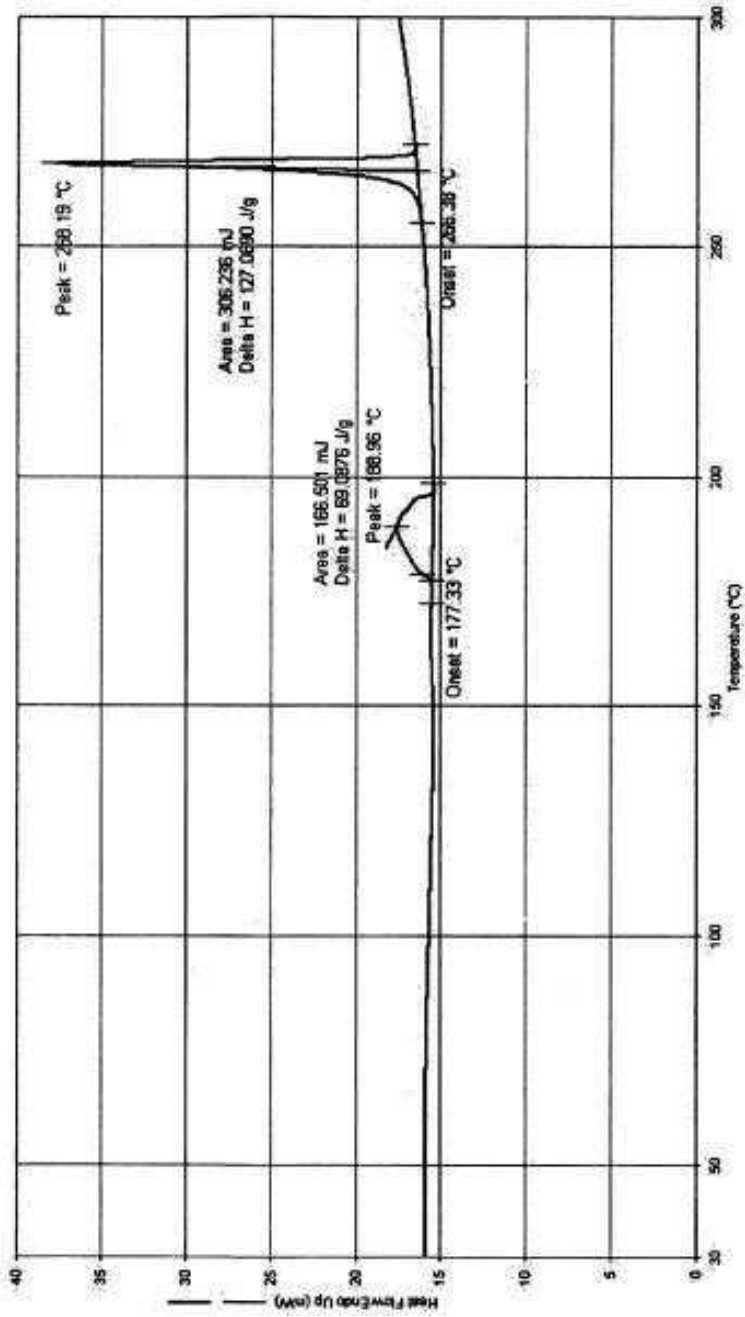 Peak = 268.19 °C
Area = 306.236 mJ
Delta H = 127.0690 J/g
Onset = 266.38 °C
Area = 166.501 mJ
Delta H = 69.0876 J/g
Peak = 188.96 °C
Onset = 177.33 °C
Heat Flow Endo Up (mW)
40
35
30
25
20
15
10
5
0
30
50
100
150
200
250
300
Temperature (°C)